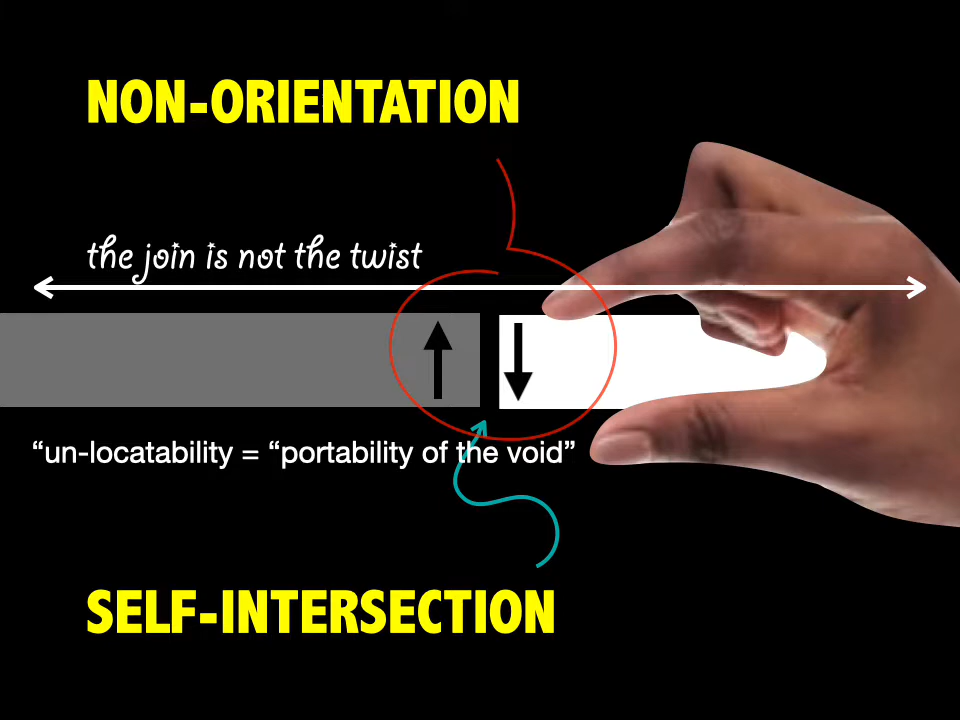 NON-ORIENTATION
the join is not the twist
“un-locatability = “portability of the void”
SELF-INTERSECTION